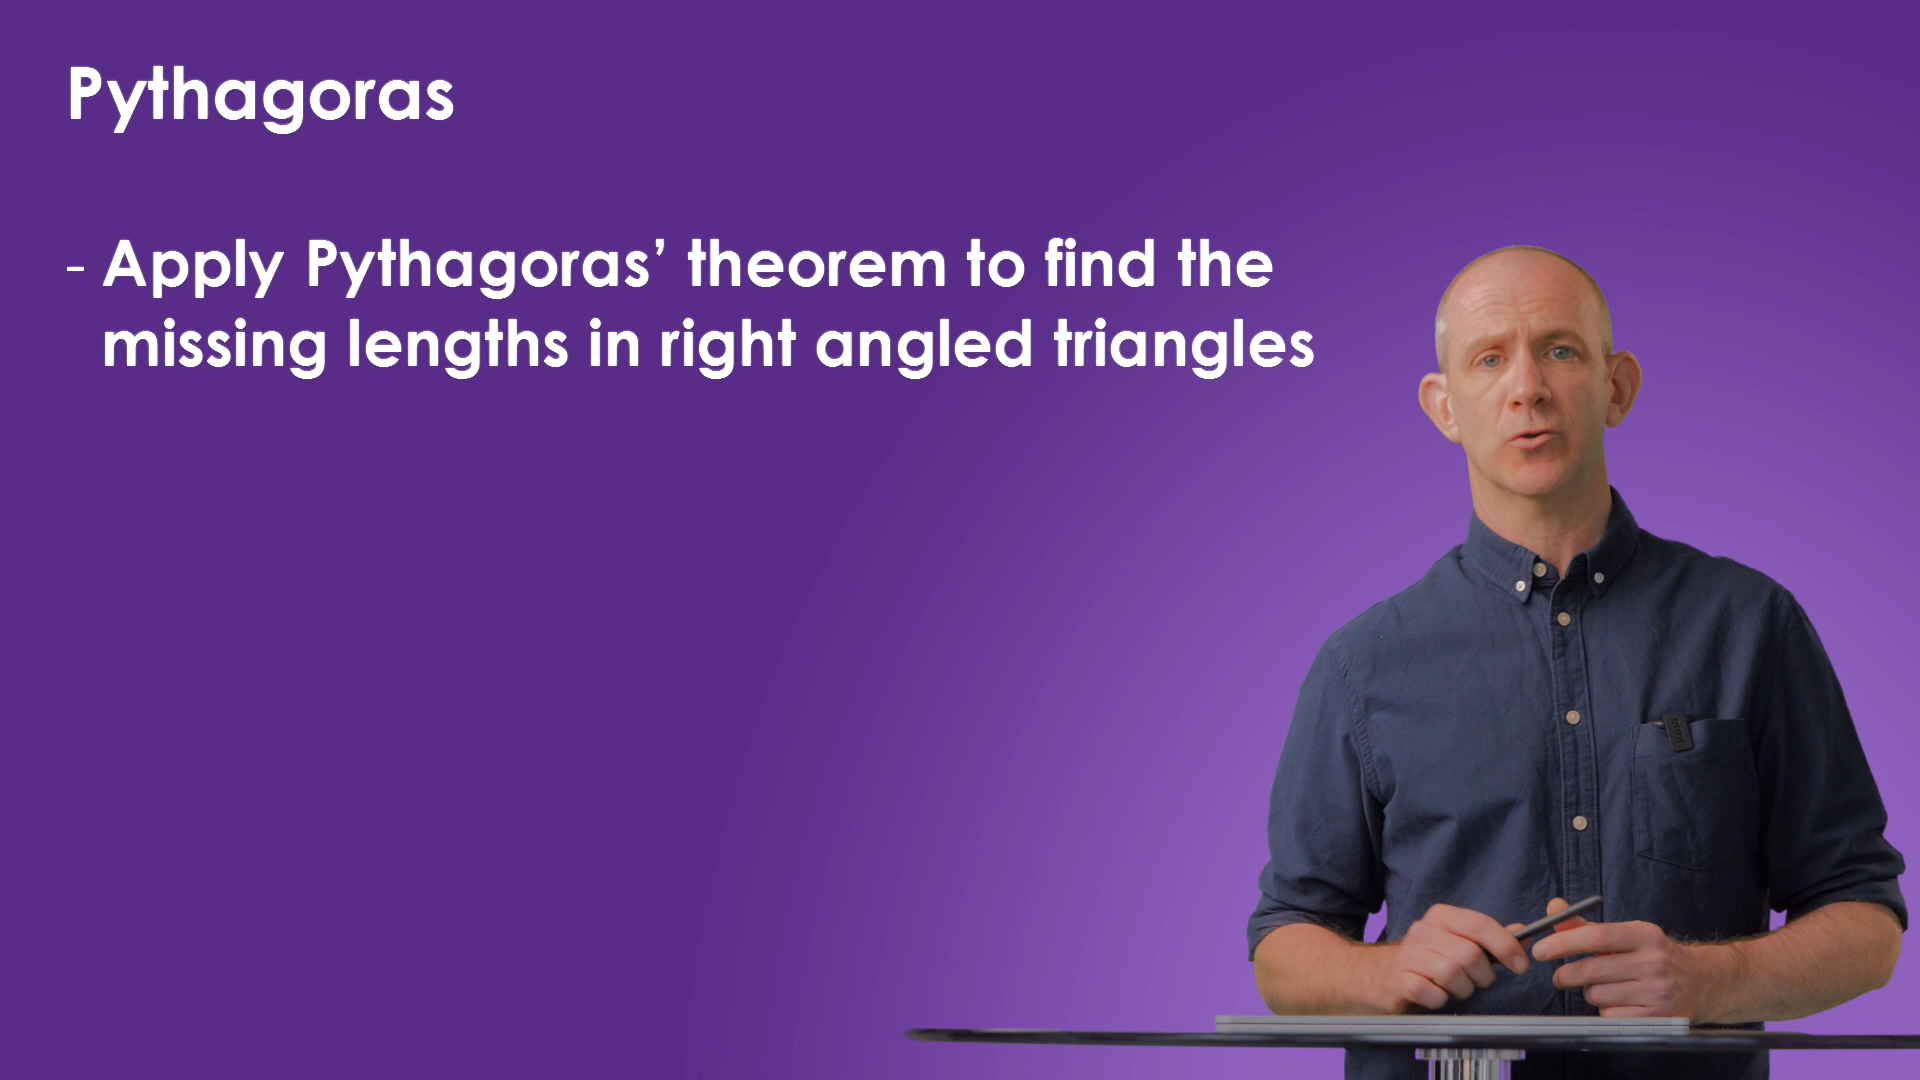 Pythagoras
- Apply Pythagoras’ theorem to find the
missing lengths in right angled triangles